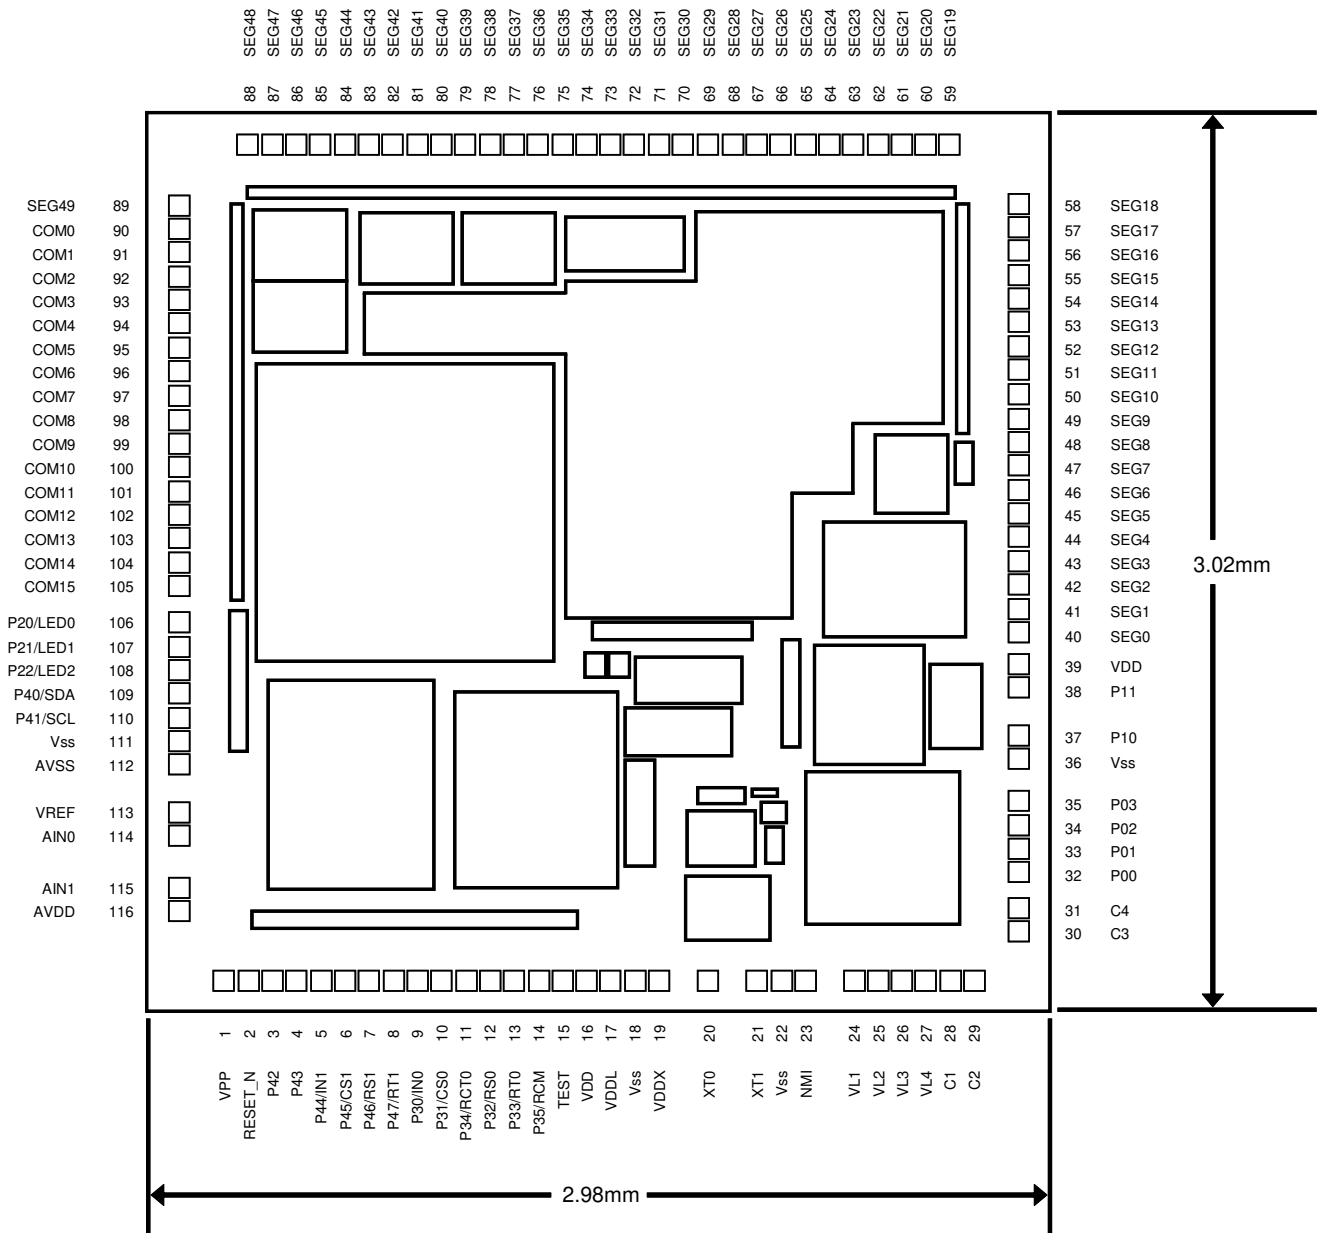 SEG48 SEG47 SEG46 SEG45 SEG44 SEG43 SEG42 SEG41 SEG40 SEG39 SEG38 SEG37 SEG36 SEG35 SEG34 SEG33 SEG32 SEG31 SEG30 SEG29 SEG28 SEG27 SEG26 SEG25 SEG24 SEG23 SEG22 SEG21 SEG20 SEG19
88 87 86 85 84 83 82 81 80 79 78 77 76 75 74 73 72 71 70 69 68 67 66 65 64 63 62 61 60 59
SEG49 89 58 SEG18
COM0 90 57 SEG17
COM1 91 56 SEG16
COM2 92 55 SEG15
COM3 93 54 SEG14
COM4 94 53 SEG13
COM5 95 52 SEG12
COM6 96 51 SEG11
COM7 97 50 SEG10
COM8 98 49 SEG9
COM9 99 48 SEG8
COM10 100 47 SEG7
COM11 101 46 SEG6
COM12 102 45 SEG5
COM13 103 44 SEG4
COM14 104 43 SEG3
COM15 105 42 SEG2
3.02mm
41 SEG1
P20/LED0 106 40 SEG0
P21/LED1 107 39 VDD
P22/LED2 108 38 P11
P40/SDA 109
P41/SCL 110 37 P10
Vss 111 36 Vss
AVSS 112
VREF 113 35 P03
AIN0 114 34 P02
33 P01
AIN1 115 32 P00
AVDD 116 31 C4
30 C3
1 2 3 4 5 6 7 8 9 10 11 12 13 14 15 16 17 18 19 20 21 22 23 24 25 26 27 28 29
VPP RESET_N P42 P43 P44/IN1 P45/CS1 P46/RS1 P47/RT1 P30/IN0 P31/CS0 P34/RCT0 P32/RS0 P33/RT0 P35/RCM TEST VDD VDDL Vss VDDX XT0 XT1 Vss NMI VL1 VL2 VL3 VL4 C1 C2
2.98mm